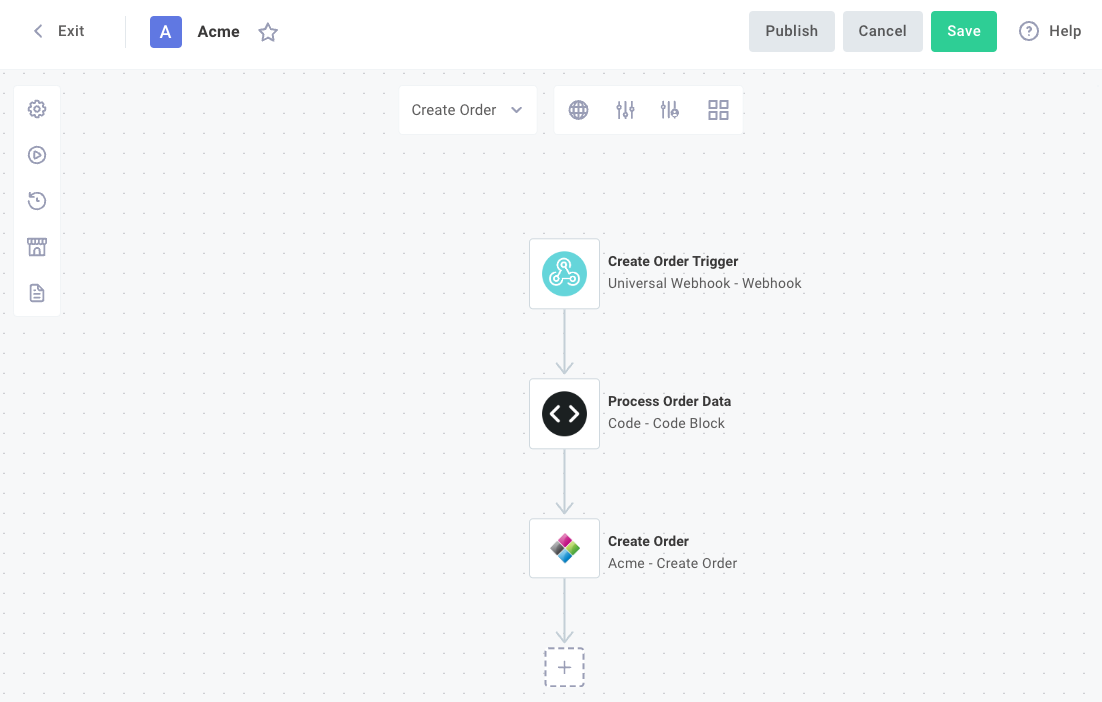 Exit
A
Acme
Publish
Cancel
Save
? Help
Create Order
Create Order Trigger
Universal Webhook - Webhook
Process Order Data
Code - Code Block
Create Order
Acme - Create Order